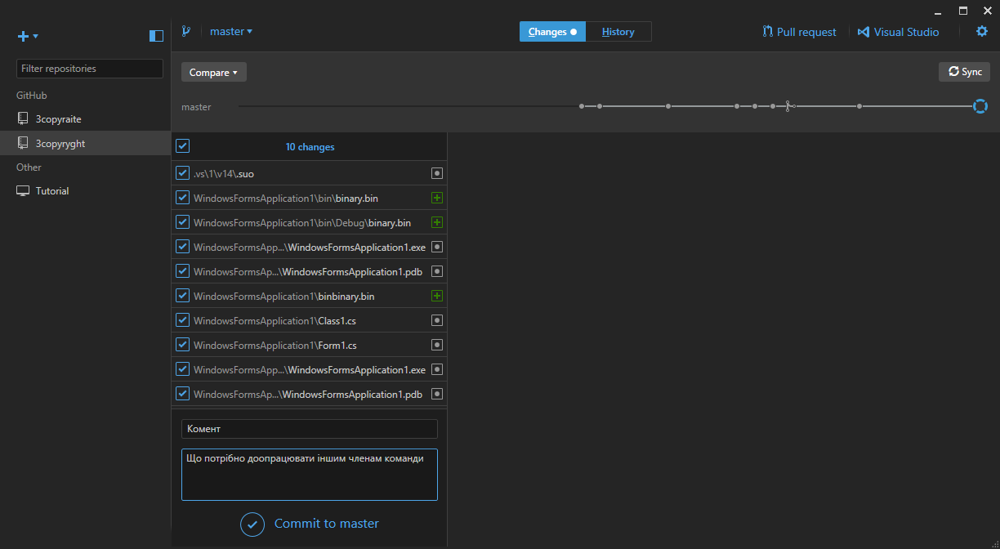 master
Changes
History
Pull request
Visual Studio
Filter repositories
GitHub
3copyraite
3copyryght
Other
Tutorial
Compare
Sync
master
10 changes
.vs\1\v14\.suo
WindowsFormsApplication1\bin\binary.bin
WindowsFormsApplication1\bin\Debug\binary.bin
WindowsFormsApp...\WindowsFormsApplication1.exe
WindowsFormsAp...\WindowsFormsApplication1.pdb
WindowsFormsApplication1\binbinary.bin
WindowsFormsApplication1\Class1.cs
WindowsFormsApplication1\Form1.cs
WindowsFormsApp...\WindowsFormsApplication1.exe
WindowsFormsAp...\WindowsFormsApplication1.pdb
Комент
Що потрібно доопрацювати іншим членам команди
Commit to master